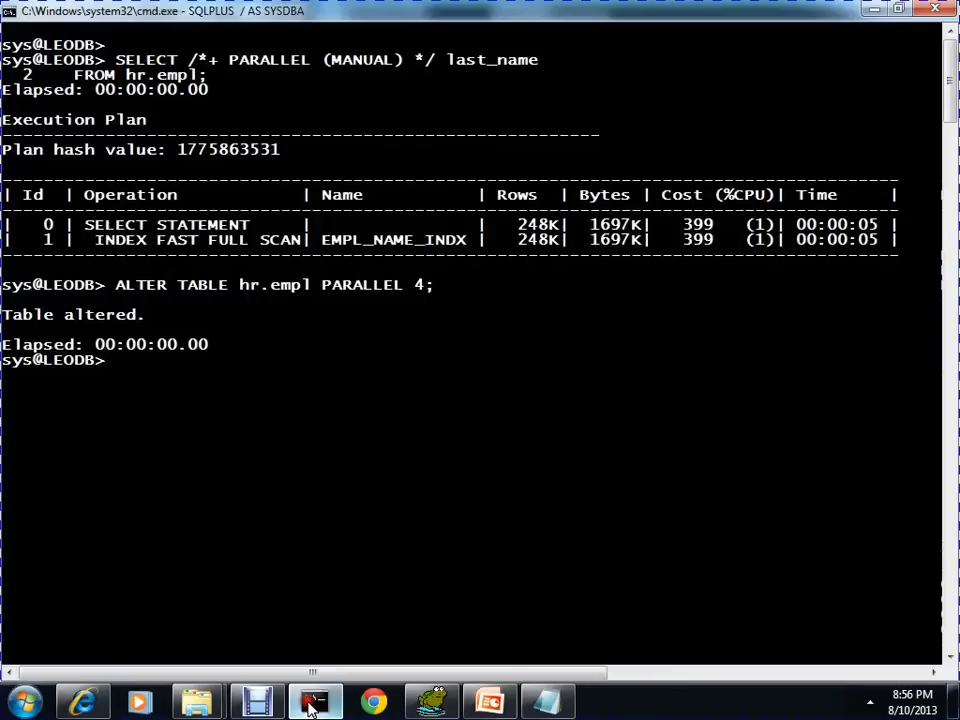 C:\Windows\system32\cmd.exe - SQLPLUS / AS SYSDBA
sys@LEODB>
sys@LEODB> SELECT /*+ PARALLEL (MANUAL) */ last_name
2 FROM hr.empl;
Elapsed: 00:00:00.00
Execution Plan
----------------------------------------------------------
Plan hash value: 1775863531
---------------------------------------------------------------------------------------
| Id | Operation | Name | Rows | Bytes | Cost (%CPU)| Time |
---------------------------------------------------------------------------------------
| 0 | SELECT STATEMENT | | 248K| 1697K| 399 (1)| 00:00:05 |
| 1 | INDEX FAST FULL SCAN| EMPL_NAME_INDX | 248K| 1697K| 399 (1)| 00:00:05 |
---------------------------------------------------------------------------------------
sys@LEODB> ALTER TABLE hr.empl PARALLEL 4;
Table altered.
Elapsed: 00:00:00.00
sys@LEODB>
8:56 PM
8/10/2013